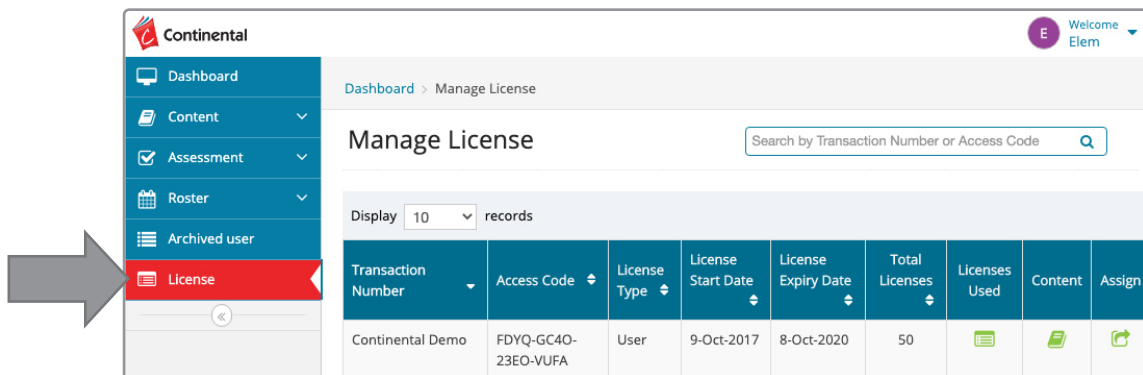 Continental
E
Welcome
Elem
Dashboard
Content
Assessment
Roster
Archived user
License
Dashboard > Manage License
Manage License
Search by Transaction Number or Access Code
Display 10 records
Transaction
Number
Access Code
License
Type
License
Start Date
License
Expiry Date
Total
Licenses
Licenses
Used
Content
Assign
Continental Demo
FDYQ-GC4O-
23EO-VUFA
User
9-Oct-2017
8-Oct-2020
50